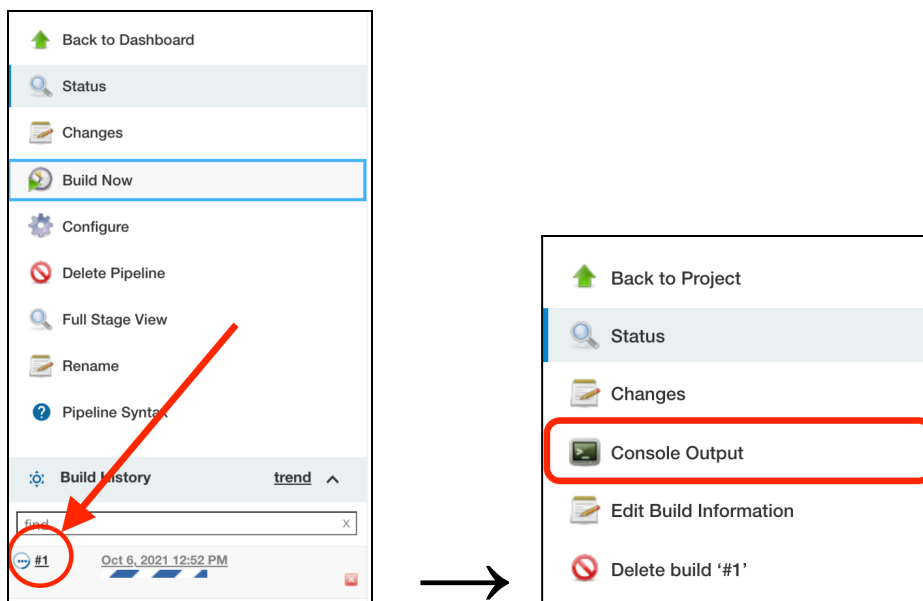 Back to Dashboard
Status
Changes
Build Now
Configure
Delete Pipeline
Full Stage View
Rename
Pipeline Syntax
Build History trend
find X
#1 Oct 6, 2021 12:52 PM
Back to Project
Status
Changes
Console Output
Edit Build Information
Delete build ‘#1’